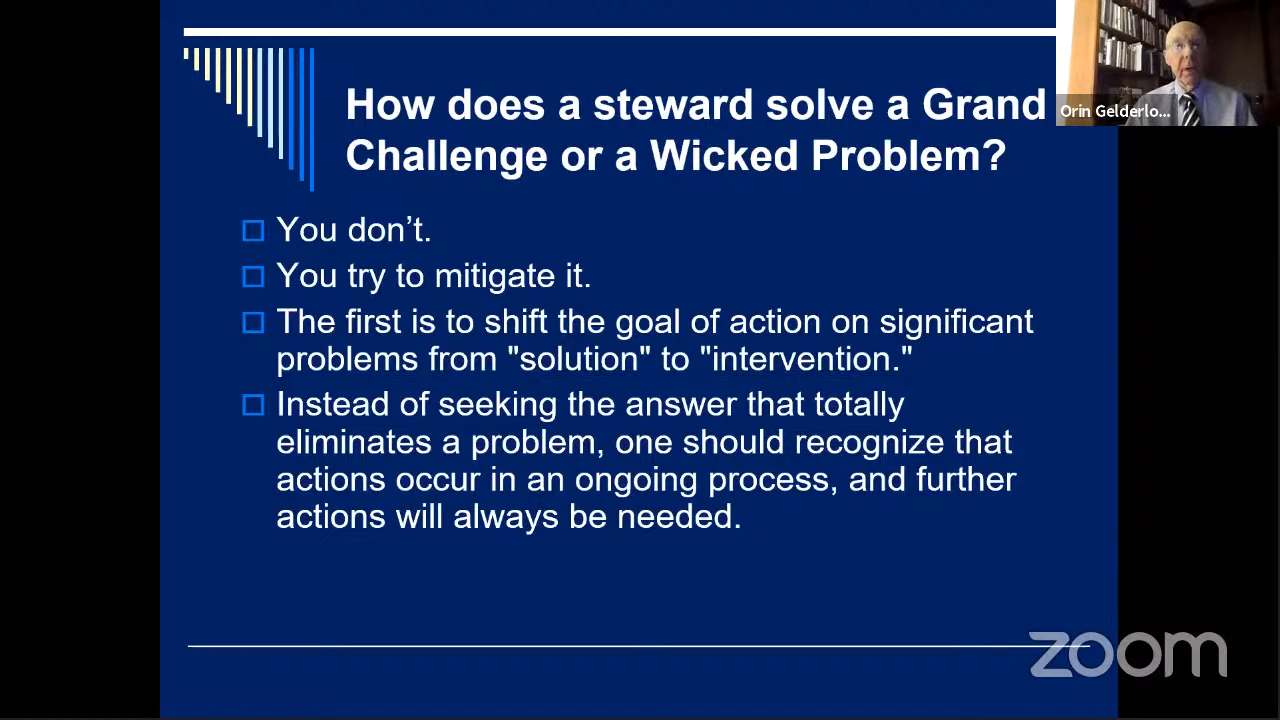 How does a steward solve a Grand
Challenge or a Wicked Problem?
Orin Gelderlo...
You don’t.
You try to mitigate it.
The first is to shift the goal of action on significant
problems from "solution" to "intervention."
Instead of seeking the answer that totally
eliminates a problem, one should recognize that
actions occur in an ongoing process, and further
actions will always be needed.
zoom